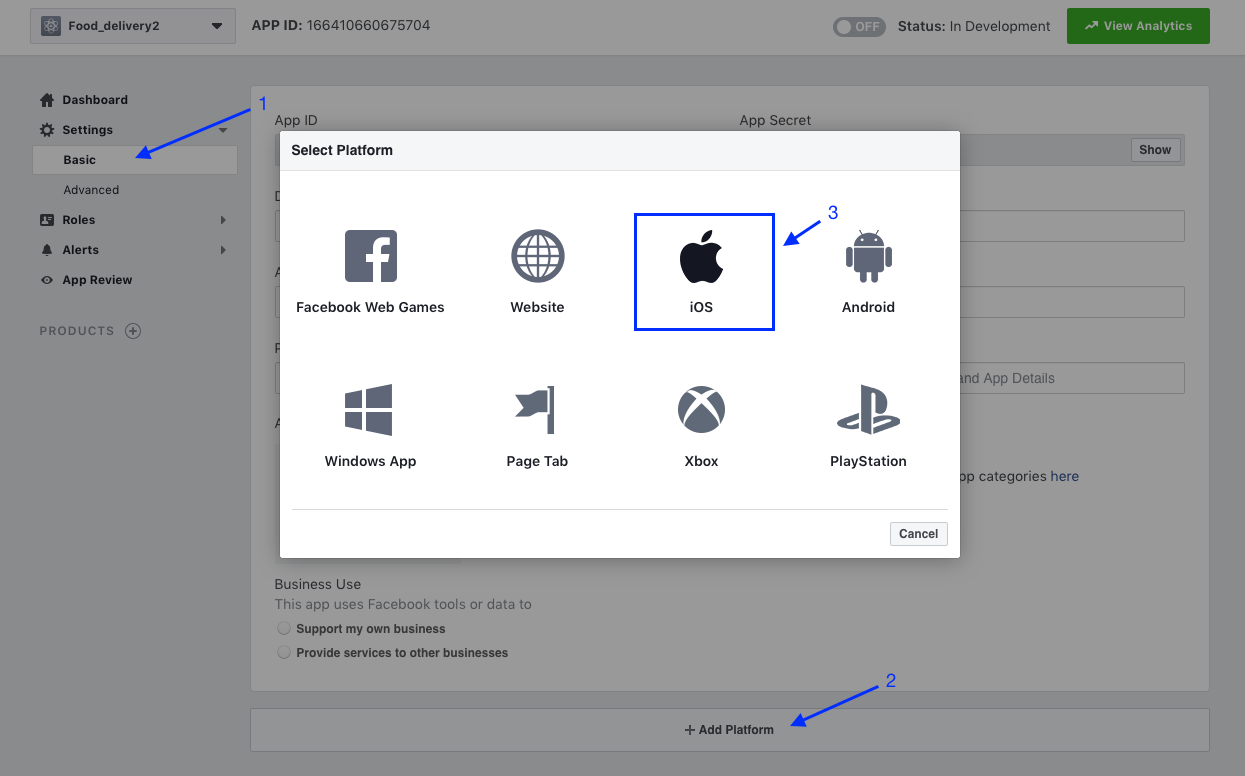 Food_delivery2 APP ID: 166410660675704 OFF Status: In Development View Analytics
Dashboard
1
Settings
Basic
Advanced
Roles
Alerts
App Review
PRODUCTS
App ID App Secret
Show
Select Platform
3
Facebook Web Games Website iOS Android
Windows App Page Tab Xbox PlayStation
Cancel
and App Details
categories here
Business Use
This app uses Facebook tools or data to
Support my own business
Provide services to other businesses
2
+ Add Platform